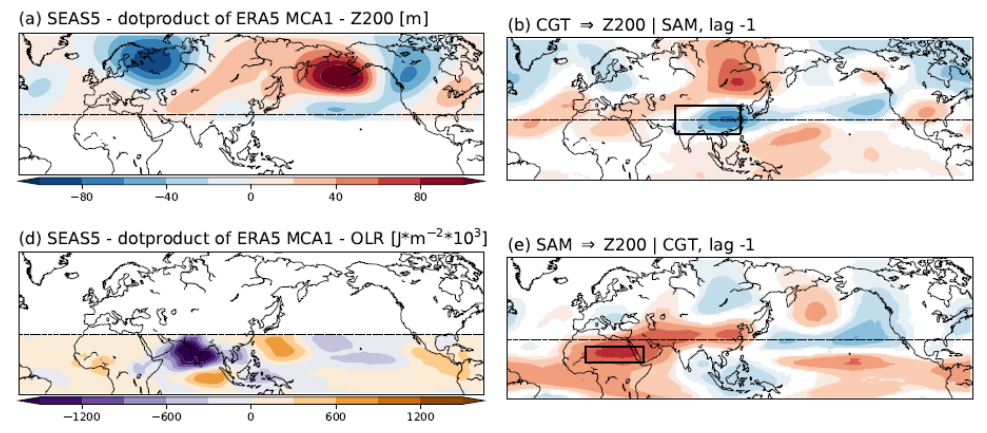 (a) SEAS5 - dotproduct of ERA5 MCA1 - Z200 [m]
−80 −40 0 40 80
(b) CGT ⇒ Z200 | SAM, lag -1
(d) SEAS5 - dotproduct of ERA5 MCA1 - OLR [J*m⁻²*10³]
−1200 −600 0 600 1200
(e) SAM ⇒ Z200 | CGT, lag -1